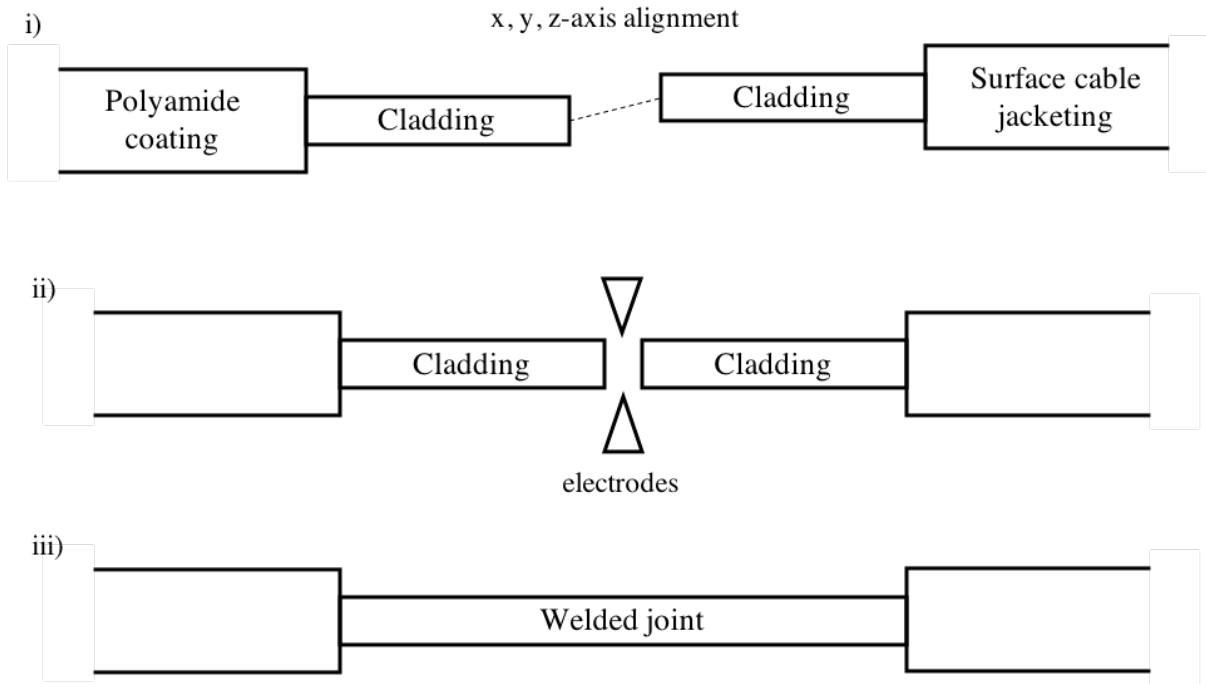 i)
x, y, z-axis alignment
Polyamide
coating
Cladding
Cladding
Surface cable
jacketing
ii)
Cladding
Cladding
electrodes
iii)
Welded joint